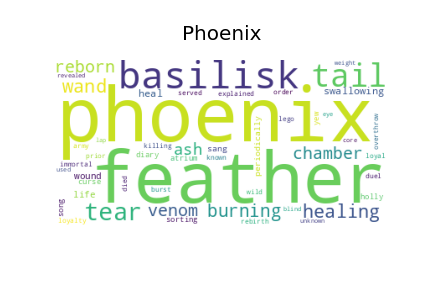 Phoenix
reborn
basilisk
tail
weight
revealed
wand
heal
served
explained
order
swallowing
phoenix
lego
yew
eye
overthrow
army
iap
killing
ash
sang
core
prior
diary
atrium
known
periodically
chamber
loyal
immortal
feather
used
wound
curse
died
burst
wild
duel
life
holly
song
tear
venom
burning
blind
healing
loyalty
sorting
rebirth
unknown